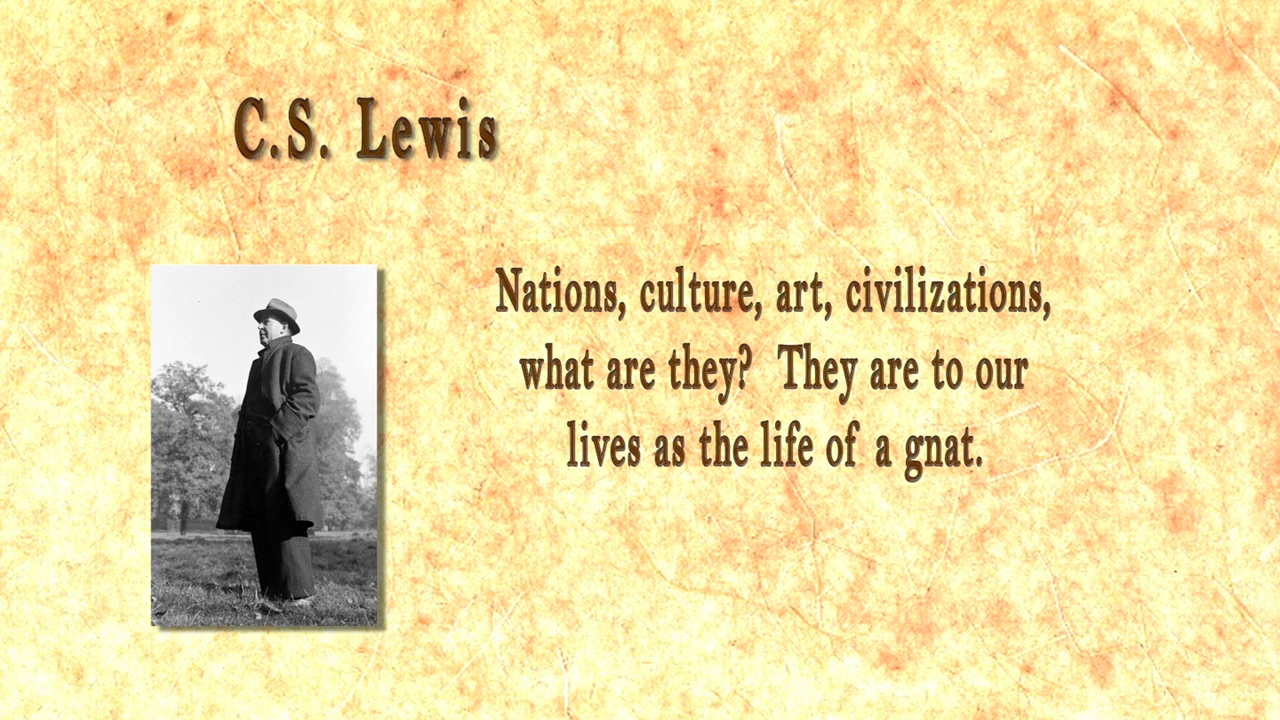 C.S. Lewis
Nations, culture, art, civilizations,
what are they?  They are to our
lives as the life of a gnat.